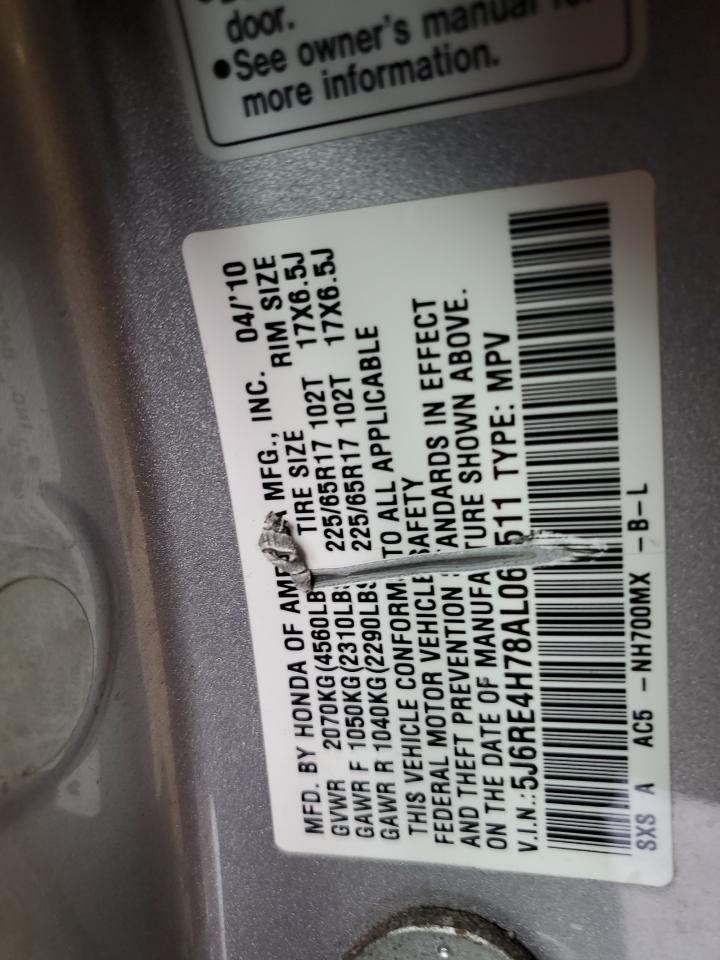 door.
•See owner's manual for
more information.
MFD. BY HONDA OF AME A MFG., INC. 04/'10
TIRE SIZE RIM SIZE
GVWR 2070KG(4560LB
GAWR F 1050KG(2310LBS 225/65R17 102T 17X6.5J
GAWR R 1040KG(2290LBS 225/65R17 102T 17X6.5J
THIS VEHICLE CONFORM TO ALL APPLICABLE
FEDERAL MOTOR VEHICLE SAFETY
AND THEFT PREVENTION ANDARDS IN EFFECT
ON THE DATE OF MANUFA TURE SHOWN ABOVE.
V.I.N.:5J6RE4H78AL06 511 TYPE: MPV
SXS A AC5 -NH700MX -B-L